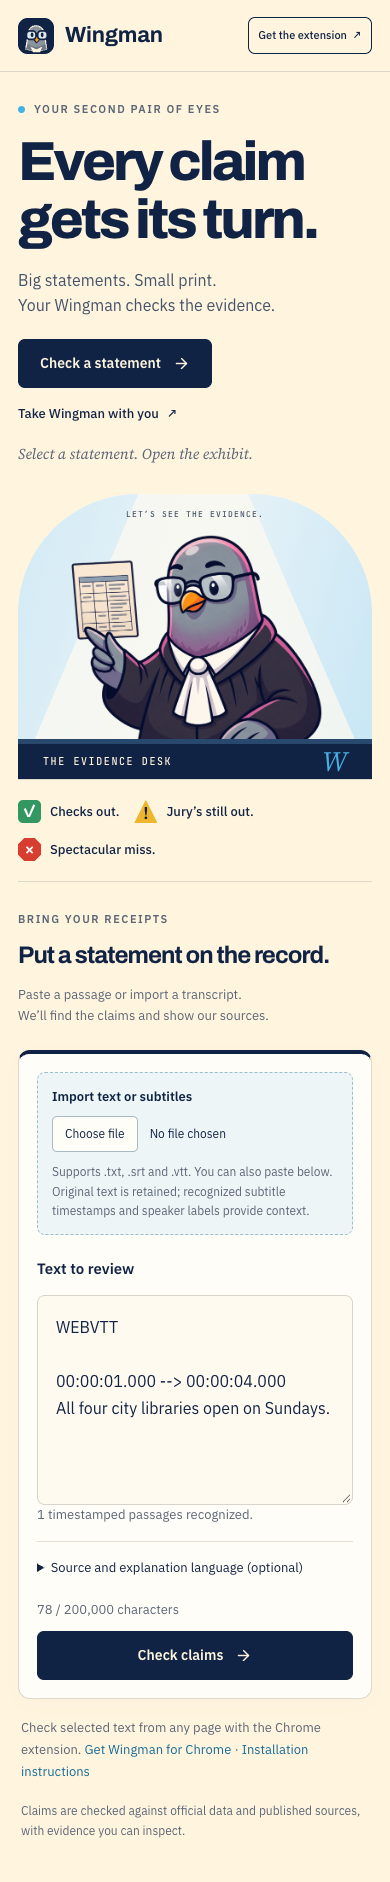 Wingman
Get the extension ↗
YOUR SECOND PAIR OF EYES
Every claim
gets its turn.
Big statements. Small print.
Your Wingman checks the evidence.
Check a statement →
Take Wingman with you ↗
Select a statement. Open the exhibit.
LET'S SEE THE EVIDENCE.
THE EVIDENCE DESK
W
Checks out.
Jury's still out.
Spectacular miss.
BRING YOUR RECEIPTS
Put a statement on the record.
Paste a passage or import a transcript.
We'll find the claims and show our sources.
Import text or subtitles
Choose file
No file chosen
Supports .txt, .srt and .vtt. You can also paste below.
Original text is retained; recognized subtitle
timestamps and speaker labels provide context.
Text to review
WEBVTT
00:00:01.000 --> 00:00:04.000
All four city libraries open on Sundays.
1 timestamped passages recognized.
Source and explanation language (optional)
78 / 200,000 characters
Check claims →
Check selected text from any page with the Chrome
extension. Get Wingman for Chrome · Installation
instructions
Claims are checked against official data and published sources,
with evidence you can inspect.